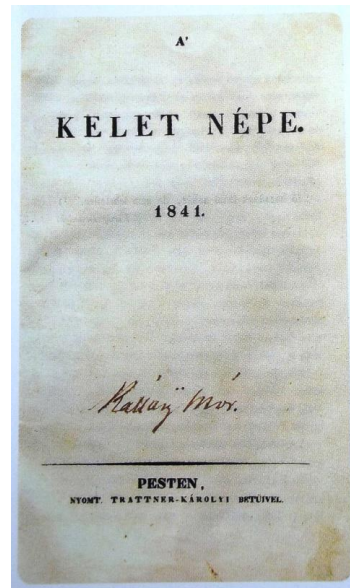 A'
KELET NÉPE.
1841.
Kállay Mór.
PESTEN,
NYOMT. TRATTNER-KÁROLYI BETŰIVEL.